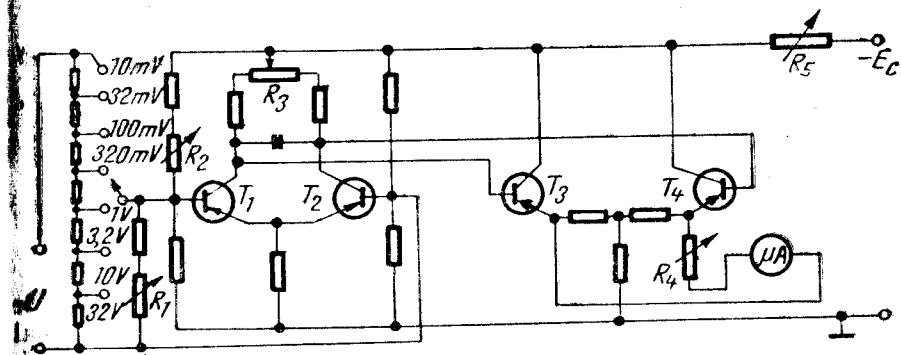 10mV
32mV
100mV
320mV
1V
3,2V
10V
32V
R1
R2
R3
T1
T2
T3
T4
R4
μA
R5
-Ec